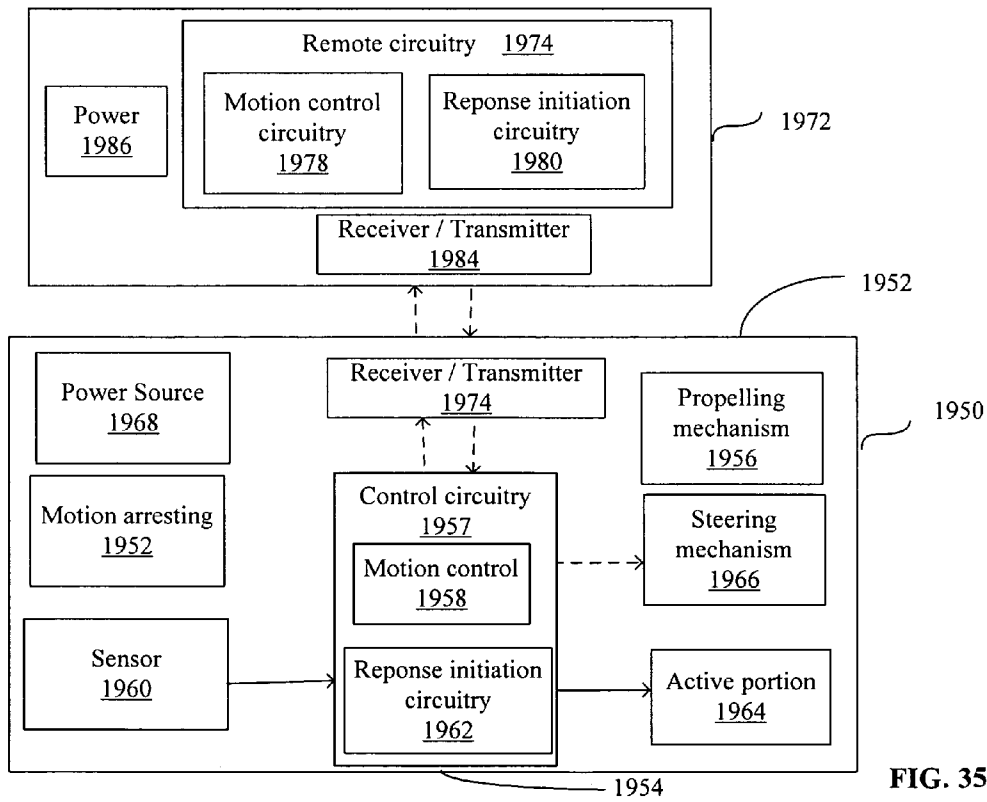 Remote circuitry 1974
Power
1986
Motion control
circuitry
1978
Reponse initiation
circuitry
1980
1972
Receiver / Transmitter
1984
1952
Power Source
1968
Receiver / Transmitter
1974
Propelling
mechanism
1956
1950
Motion arresting
1952
Control circuitry
1957
Motion control
1958
Steering
mechanism
1966
Sensor
1960
Reponse initiation
circuitry
1962
Active portion
1964
1954
FIG. 35